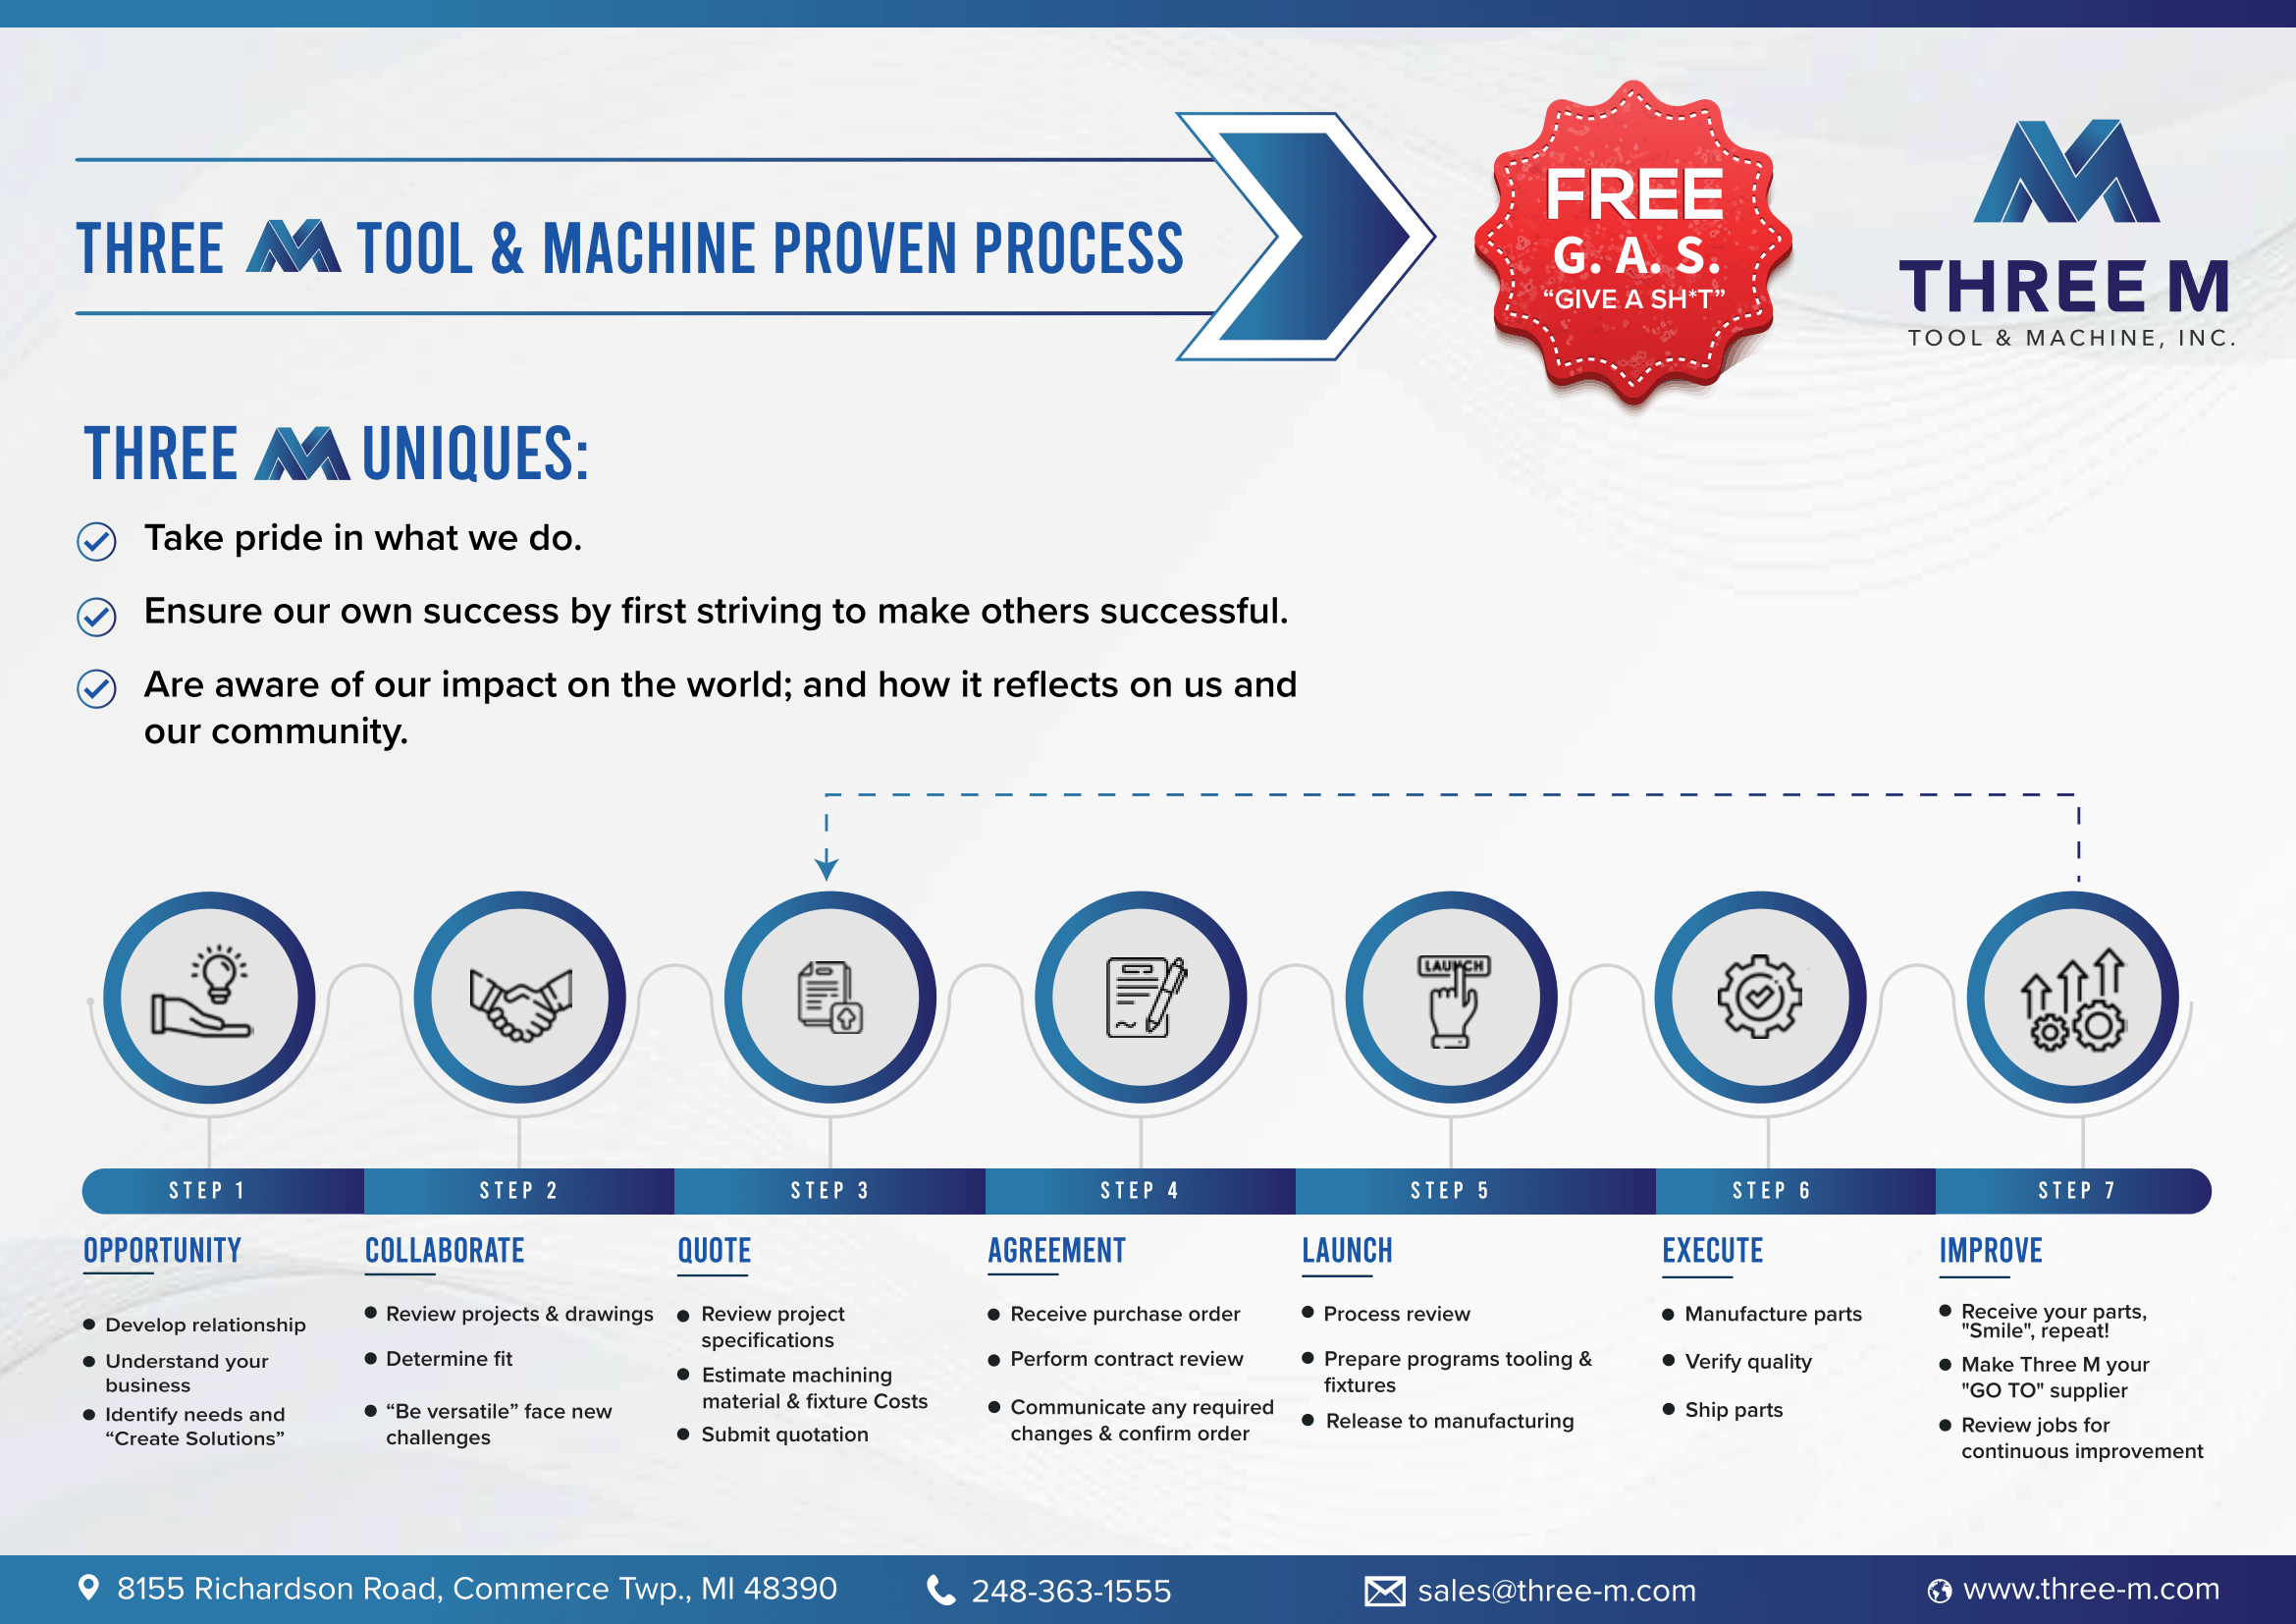 THREE M TOOL & MACHINE PROVEN PROCESS
FREE
G. A. S.
“GIVE A SH*T”
M
THREE M
TOOL & MACHINE, INC.
THREE M UNIQUES:
Take pride in what we do.
Ensure our own success by first striving to make others successful.
Are aware of our impact on the world; and how it reflects on us and
our community.
LAUNCH
STEP 1
OPPORTUNITY
Develop relationship
Understand your
business
Identify needs and
“Create Solutions”
STEP 2
COLLABORATE
Review projects & drawings
Determine fit
“Be versatile” face new
challenges
STEP 3
QUOTE
Review project
specifications
Estimate machining
material & fixture Costs
Submit quotation
STEP 4
AGREEMENT
Receive purchase order
Perform contract review
Communicate any required
changes & confirm order
STEP 5
LAUNCH
Process review
Prepare programs tooling &
fixtures
Release to manufacturing
STEP 6
EXECUTE
Manufacture parts
Verify quality
Ship parts
STEP 7
IMPROVE
Receive your parts,
"Smile", repeat!
Make Three M your
"GO TO" supplier
Review jobs for
continuous improvement
8155 Richardson Road, Commerce Twp., MI 48390
248-363-1555
sales@three-m.com
www.three-m.com